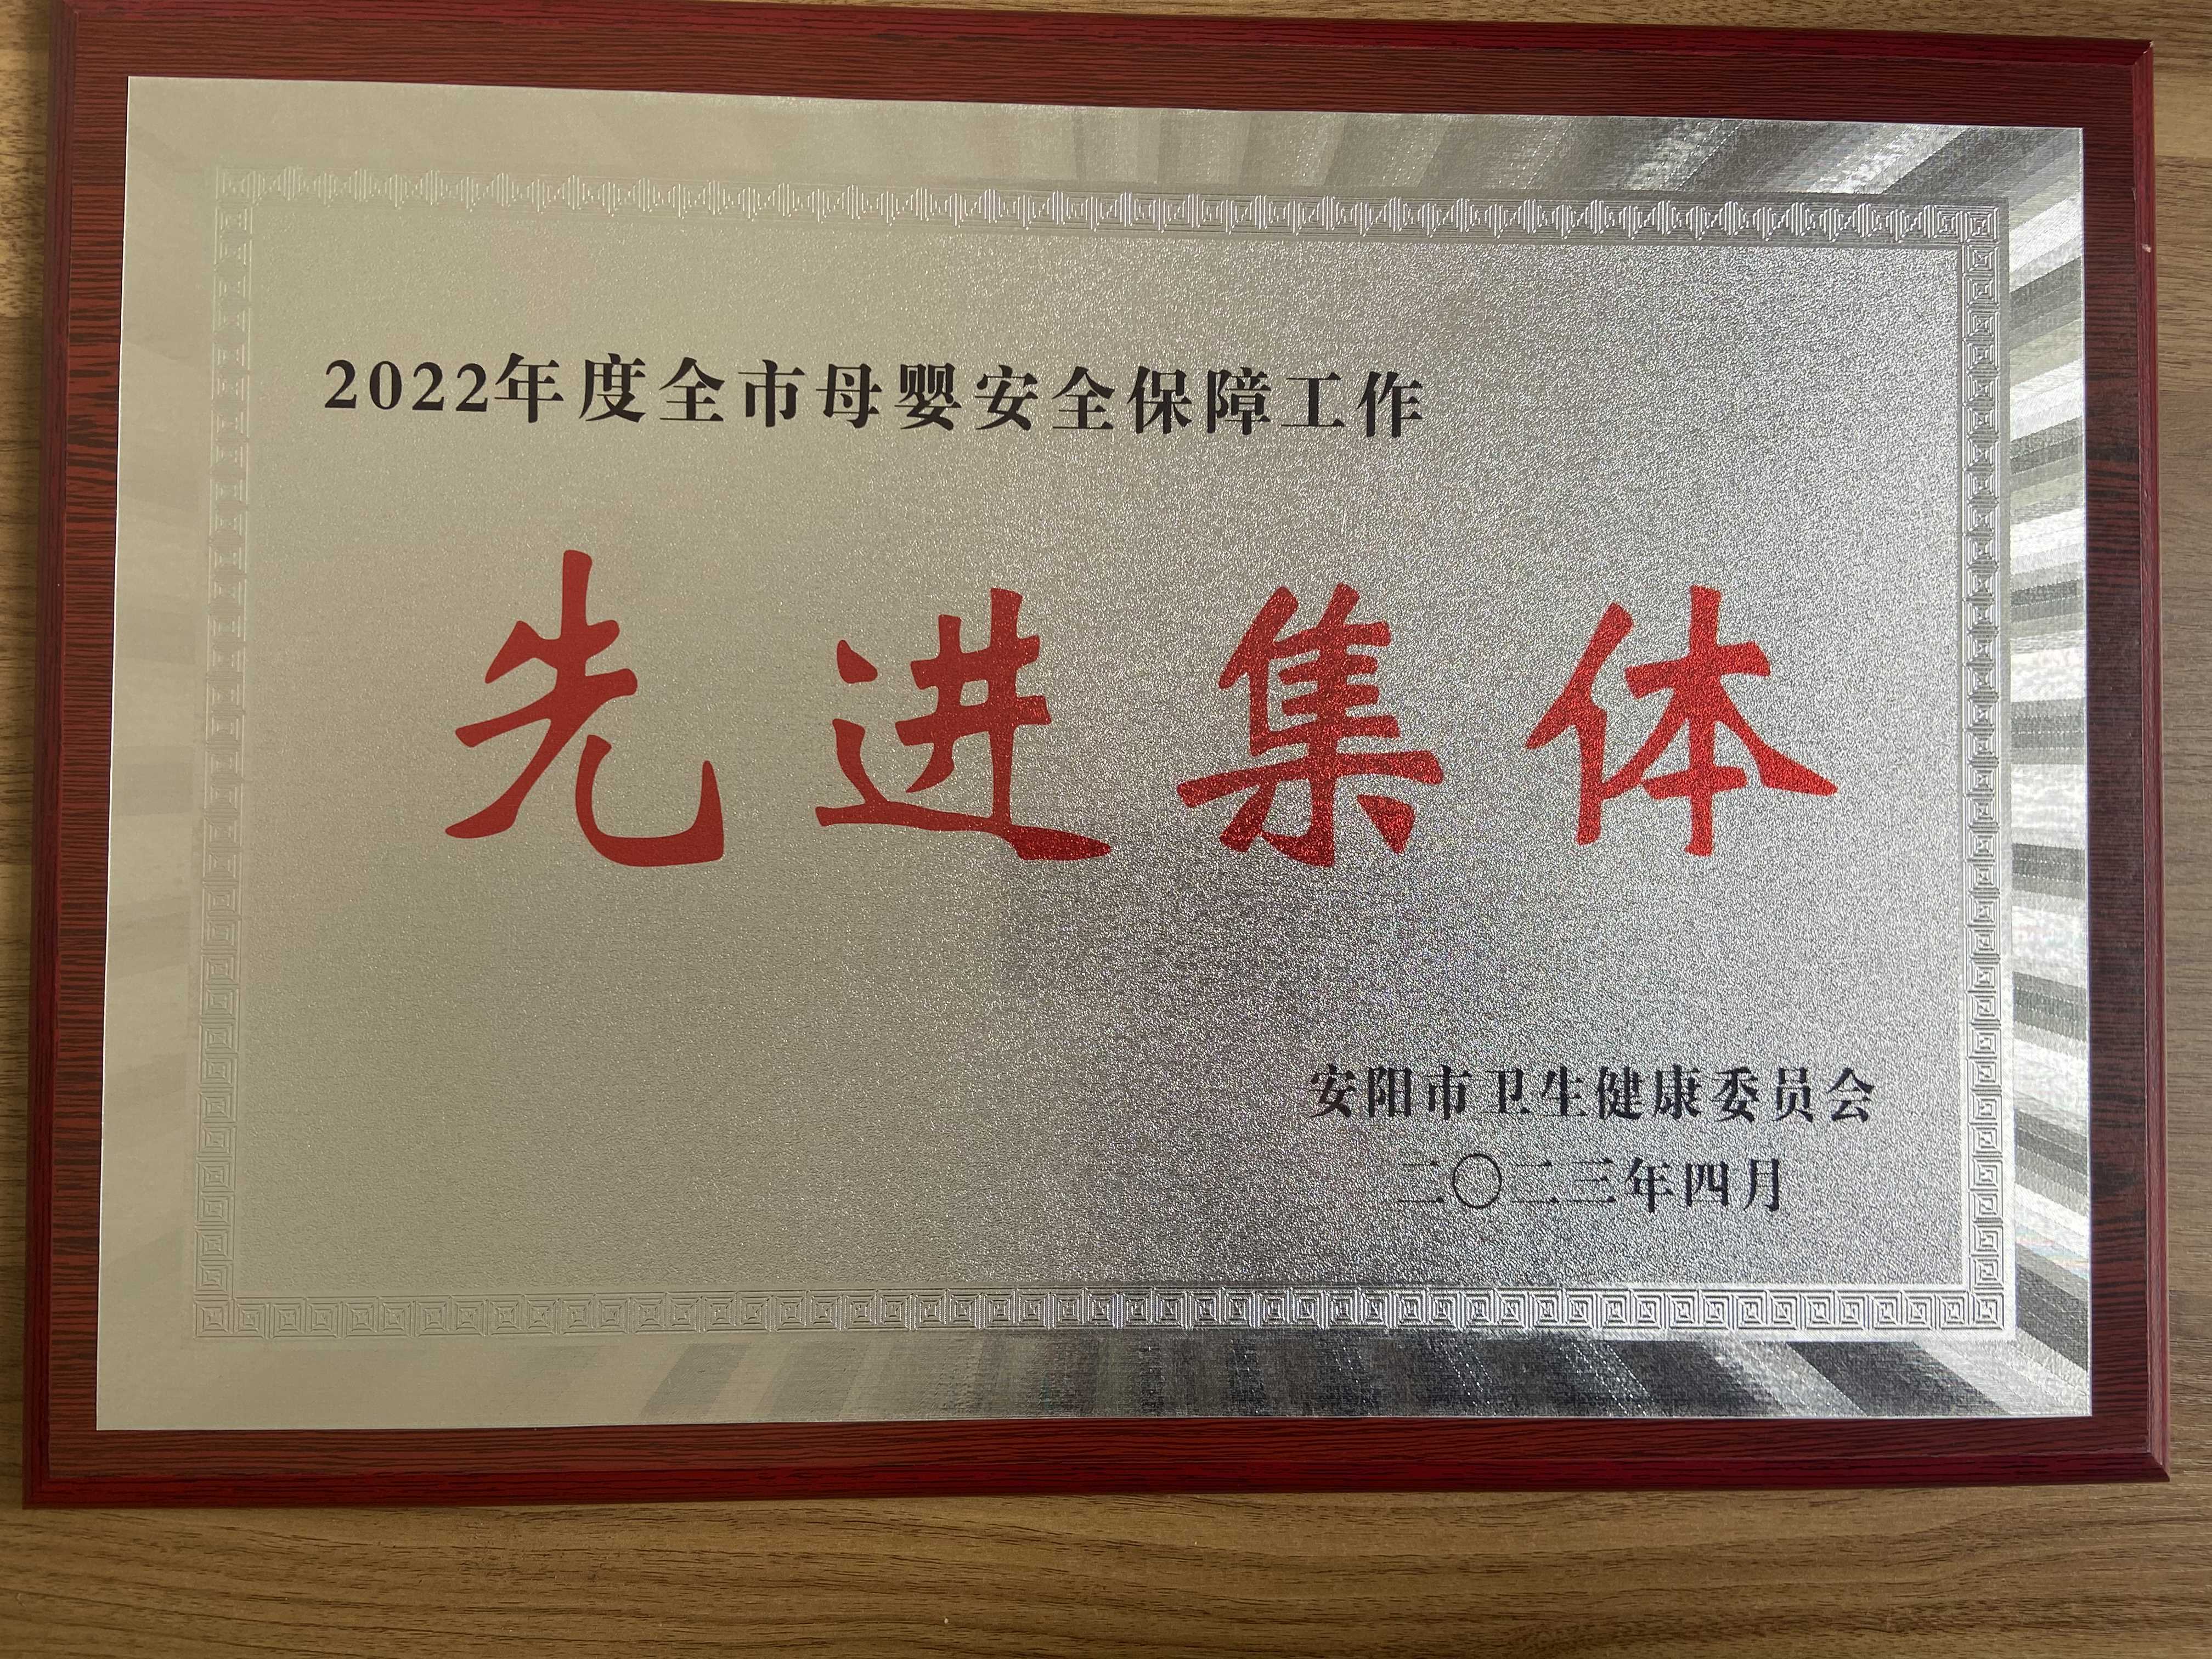 2022年度全市母婴安全保障工作
先进集体
安阳市卫生健康委员会
二〇二三年四月